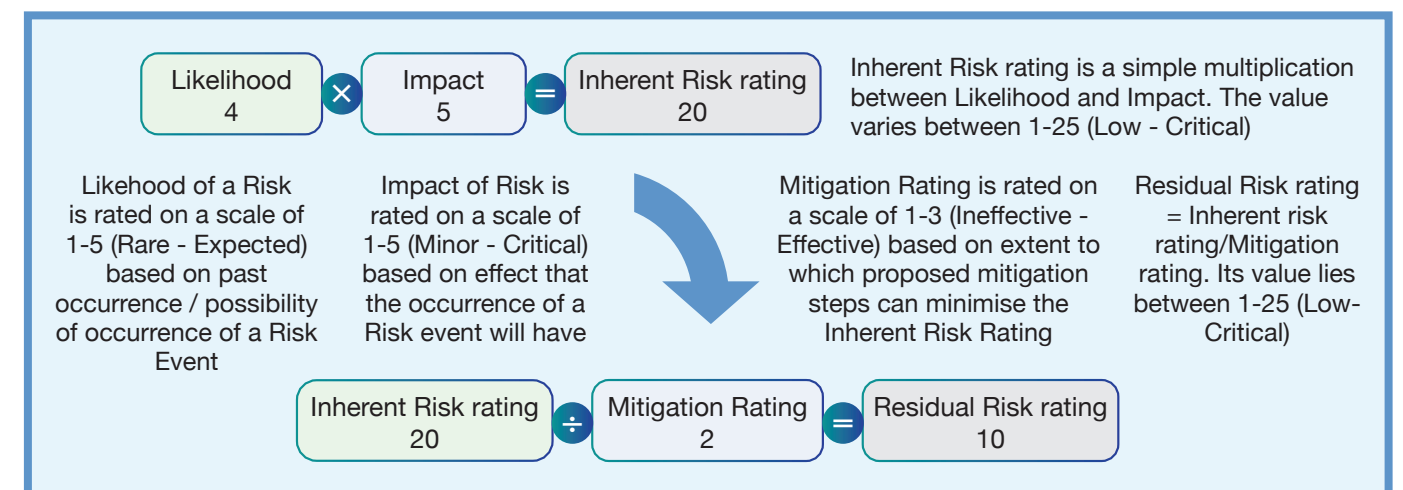 Likelihood
4
×
Impact
5
=
Inherent Risk rating
20
Inherent Risk rating is a simple multiplication
between Likelihood and Impact. The value
varies between 1-25 (Low - Critical)
Likehood of a Risk
is rated on a scale of
1-5 (Rare - Expected)
based on past
occurrence / possibility
of occurrence of a Risk
Event
Impact of Risk is
rated on a scale of
1-5 (Minor - Critical)
based on effect that
the occurrence of a
Risk event will have
Mitigation Rating is rated on
a scale of 1-3 (Ineffective -
Effective) based on extent to
which proposed mitigation
steps can minimise the
Inherent Risk Rating
Residual Risk rating
= Inherent risk
rating/Mitigation
rating. Its value lies
between 1-25 (Low-
Critical)
Inherent Risk rating
20
÷
Mitigation Rating
2
=
Residual Risk rating
10